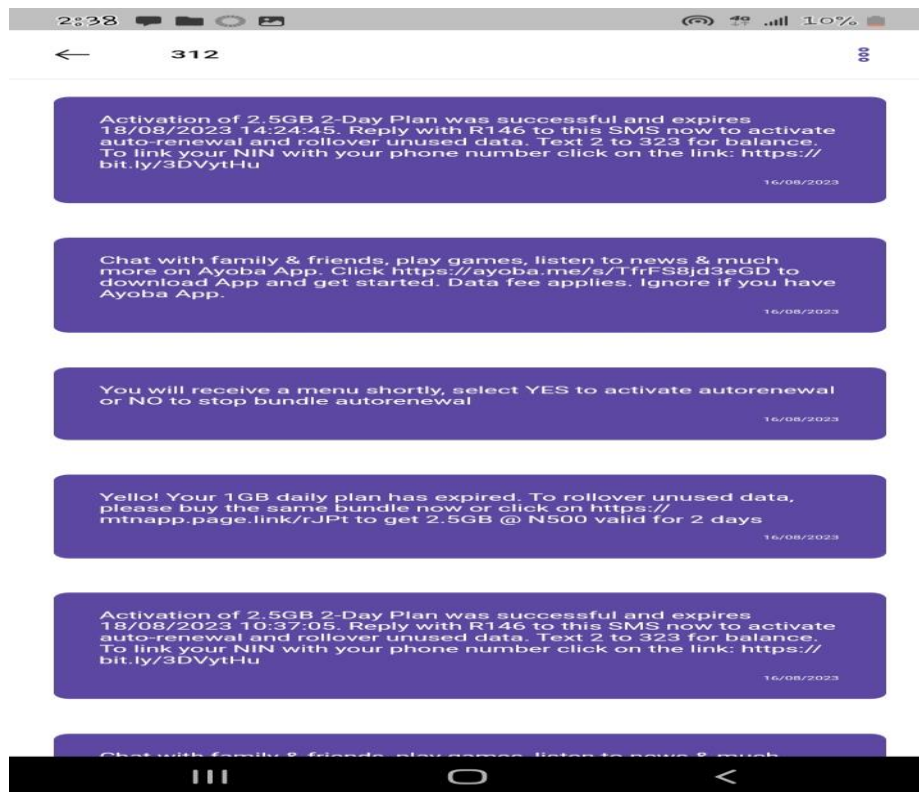 2:38
4G 10%
312
Activation of 2.5GB 2-Day Plan was successful and expires
18/08/2023 14:24:45. Reply with R146 to this SMS now to activate
auto-renewal and rollover unused data. Text 2 to 323 for balance.
To link your NIN with your phone number click on the link: https://
bit.ly/3DVytHu
16/08/2023
Chat with family & friends, play games, listen to news & much
more on Ayoba App. Click https://ayoba.me/s/TfrFS8jd3eGD to
download App and get started. Data fee applies. Ignore if you have
Ayoba App.
16/08/2023
You will receive a menu shortly, select YES to activate autorenewal
or NO to stop bundle autorenewal
16/08/2023
Yello! Your 1GB daily plan has expired. To rollover unused data,
please buy the same bundle now or click on https://
mtnapp.page.link/rJPt to get 2.5GB @ N500 valid for 2 days
16/08/2023
Activation of 2.5GB 2-Day Plan was successful and expires
18/08/2023 10:37:05. Reply with R146 to this SMS now to activate
auto-renewal and rollover unused data. Text 2 to 323 for balance.
To link your NIN with your phone number click on the link: https://
bit.ly/3DVytHu
16/08/2023
Chat with family & friends, play games, listen to news & much